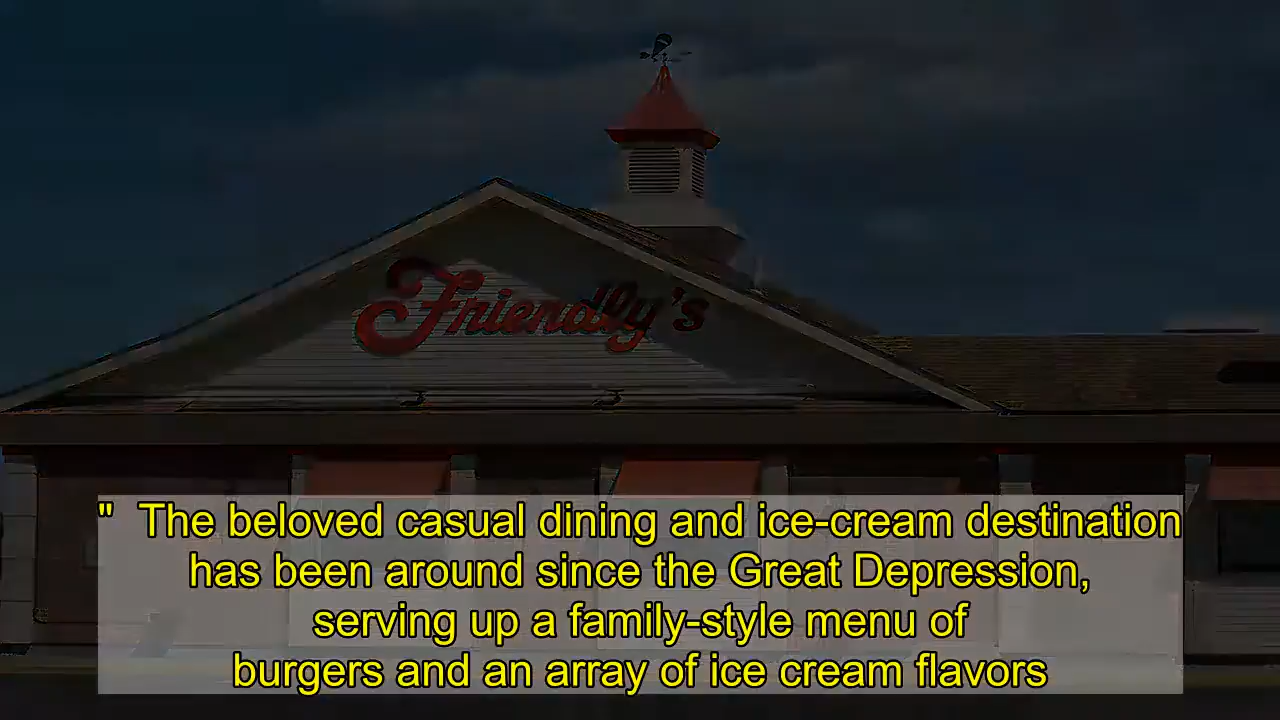 Friendly's
"  The beloved casual dining and ice-cream destination
has been around since the Great Depression,
serving up a family-style menu of
burgers and an array of ice cream flavors